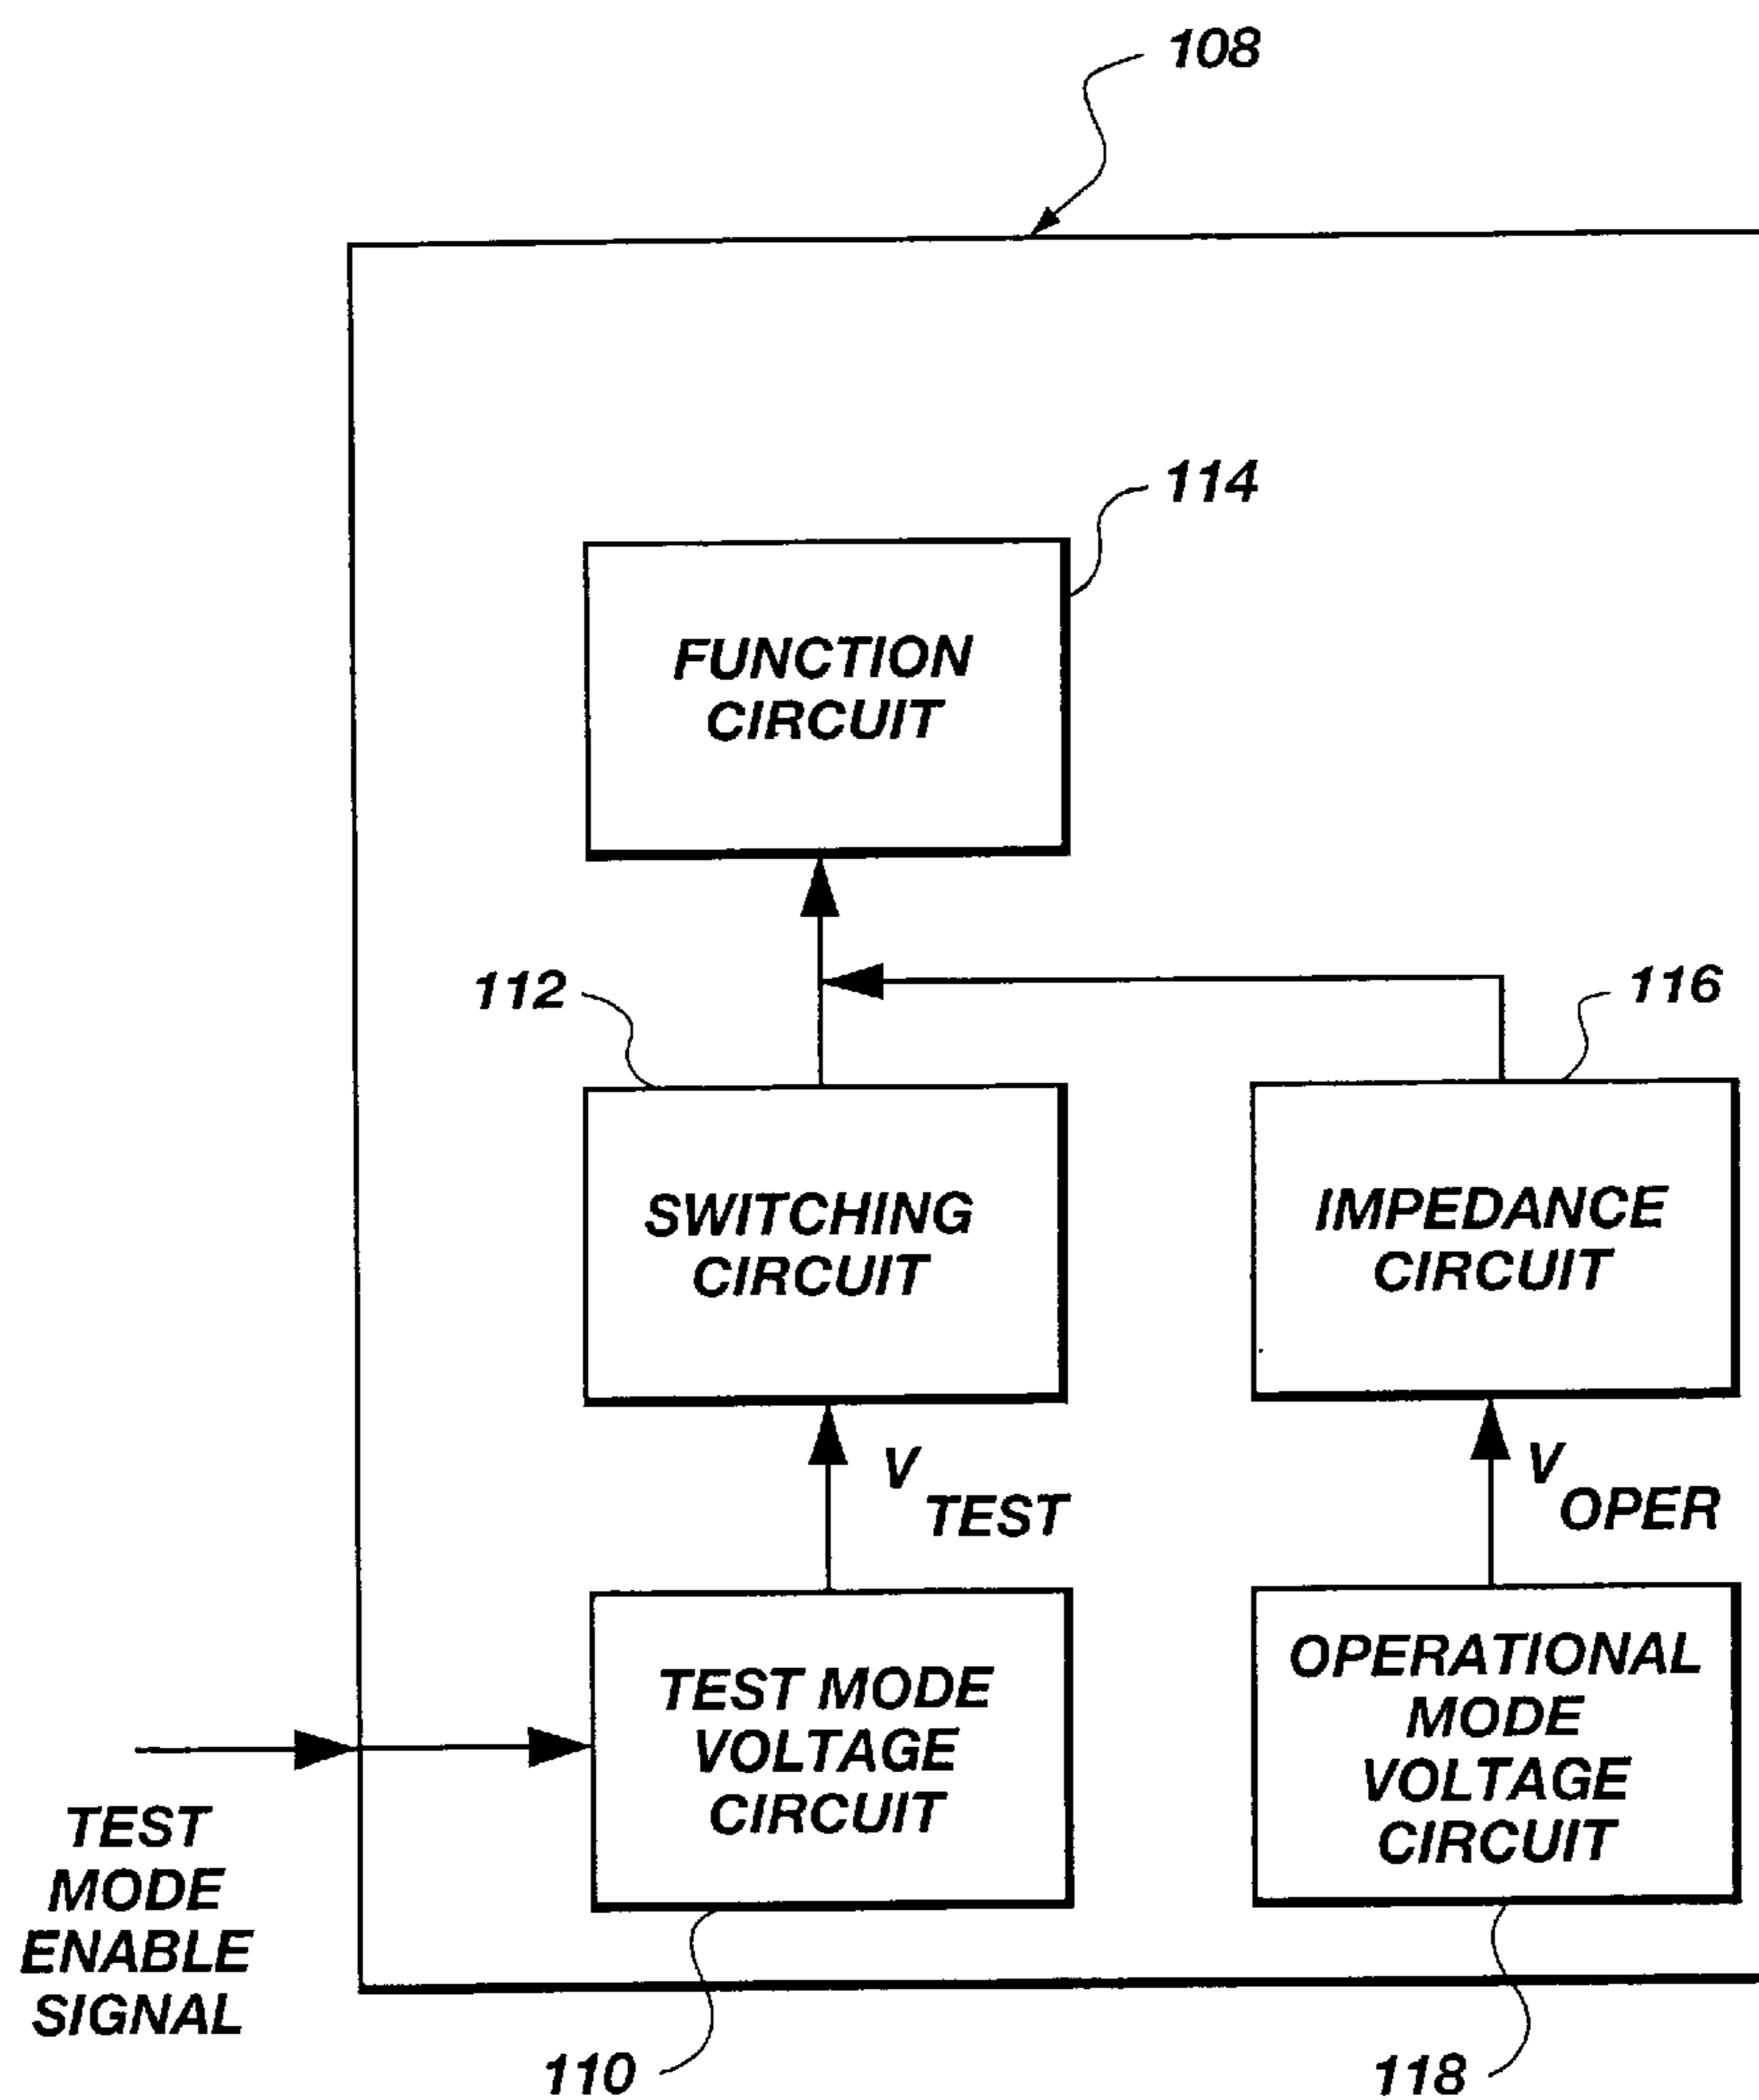 108
114
FUNCTION
CIRCUIT
112
116
SWITCHING
CIRCUIT
IMPEDANCE
CIRCUIT
V TEST
V OPER
TEST MODE
VOLTAGE
CIRCUIT
OPERATIONAL
MODE
VOLTAGE
CIRCUIT
TEST
MODE
ENABLE
SIGNAL
110
118